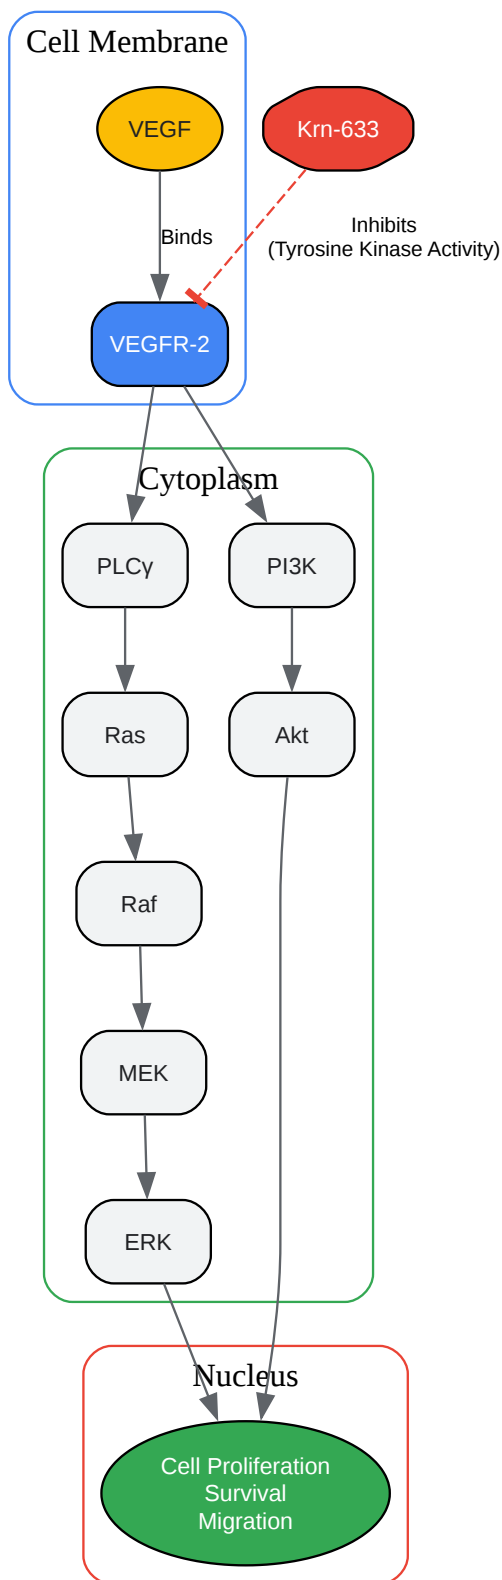 Cell Membrane
VEGF
Krn-633
Binds
Inhibits
(Tyrosine Kinase Activity)
VEGFR-2
Cytoplasm
PLCγ
PI3K
Ras
Akt
Raf
MEK
ERK
Nucleus
Cell Proliferation
Survival
Migration